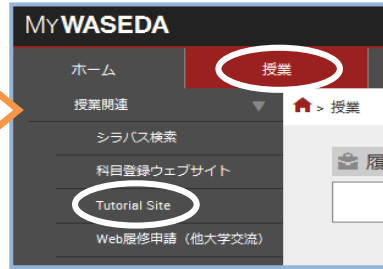 MYWASEDA
ホーム 授業
授業関連 ▼
> 授業
シラバス検索
履
科目登録ウェブサイト
Tutorial Site
Web履修申請（他大学交流）